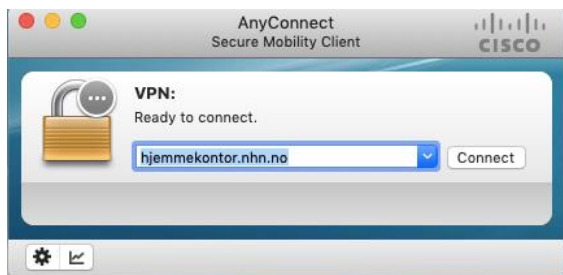 AnyConnect
Secure Mobility Client
CISCO
VPN:
Ready to connect.
hjemmekontor.nhn.no
Connect